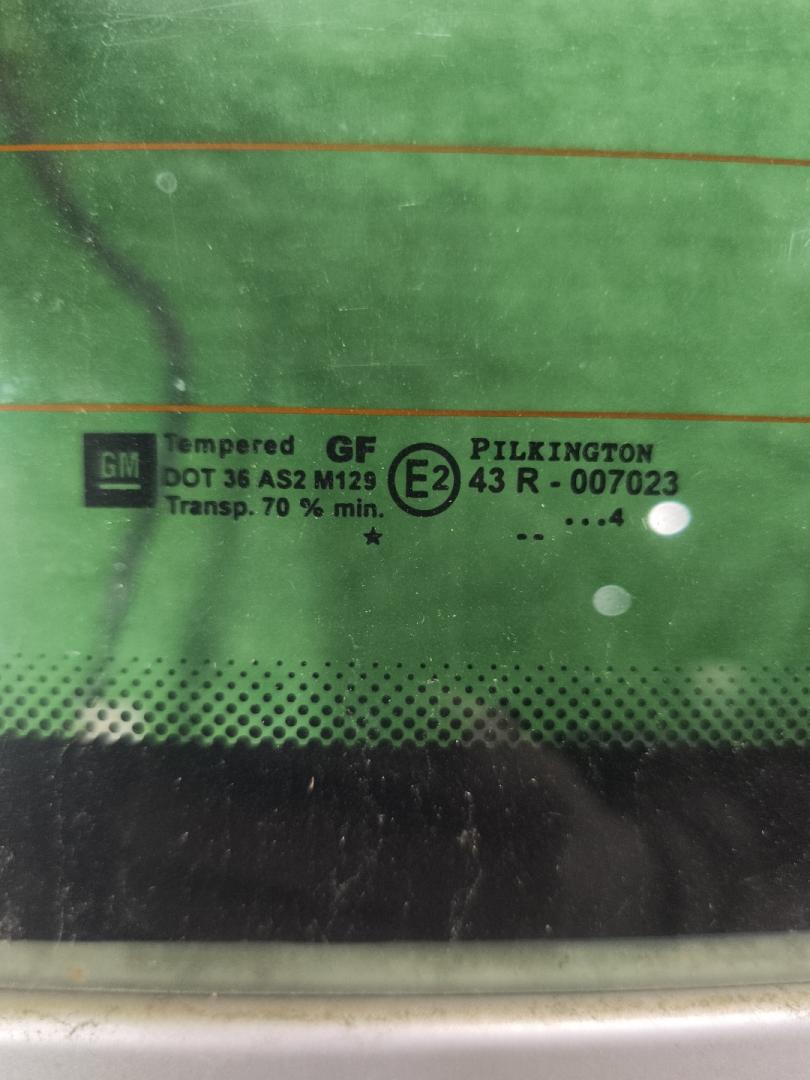 GM
Tempered GF
DOT 36 AS2 M129
Transp. 70 % min.
E2
PILKINGTON
43 R - 007023
...4
--
★